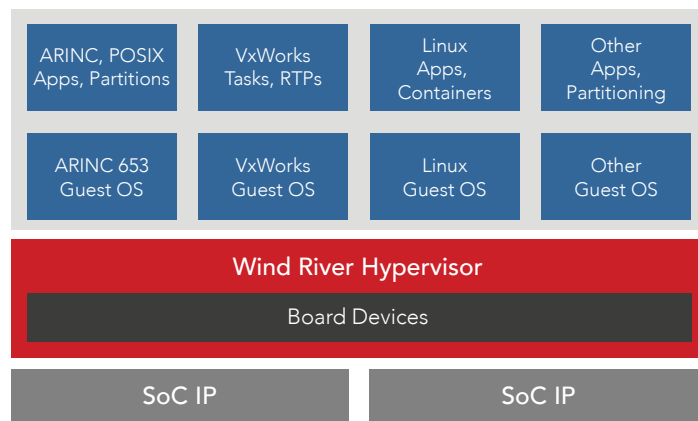 ARINC, POSIX
Apps, Partitions
VxWorks
Tasks, RTPs
Linux
Apps,
Containers
Other
Apps,
Partitioning
ARINC 653
Guest OS
VxWorks
Guest OS
Linux
Guest OS
Other
Guest OS
Wind River Hypervisor
Board Devices
SoC IP
SoC IP